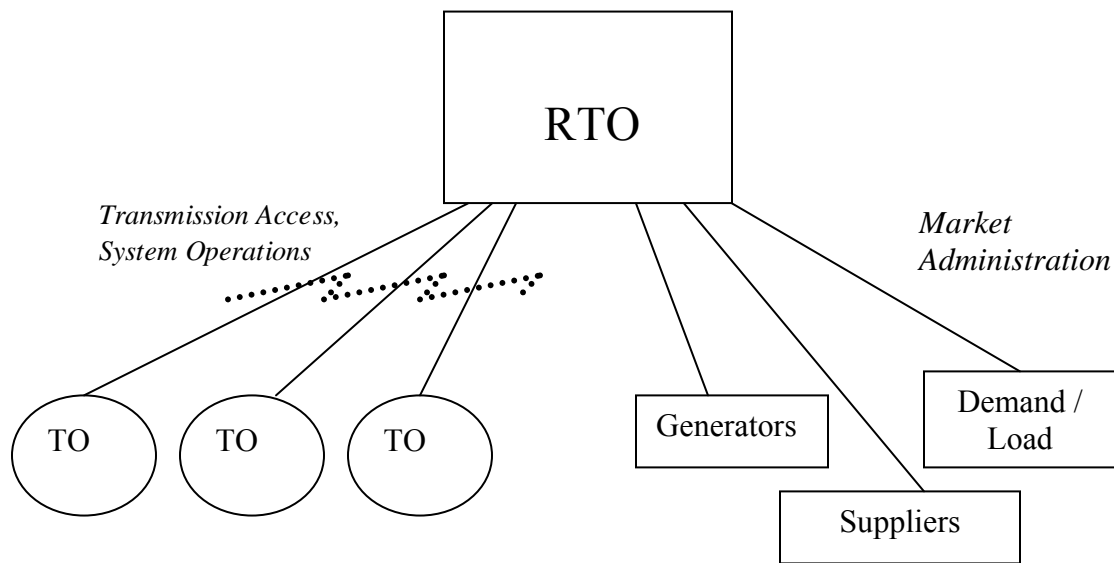 RTO
Transmission Access,
System Operations
Market
Administration
TO
TO
TO
Generators
Demand /
Load
Suppliers